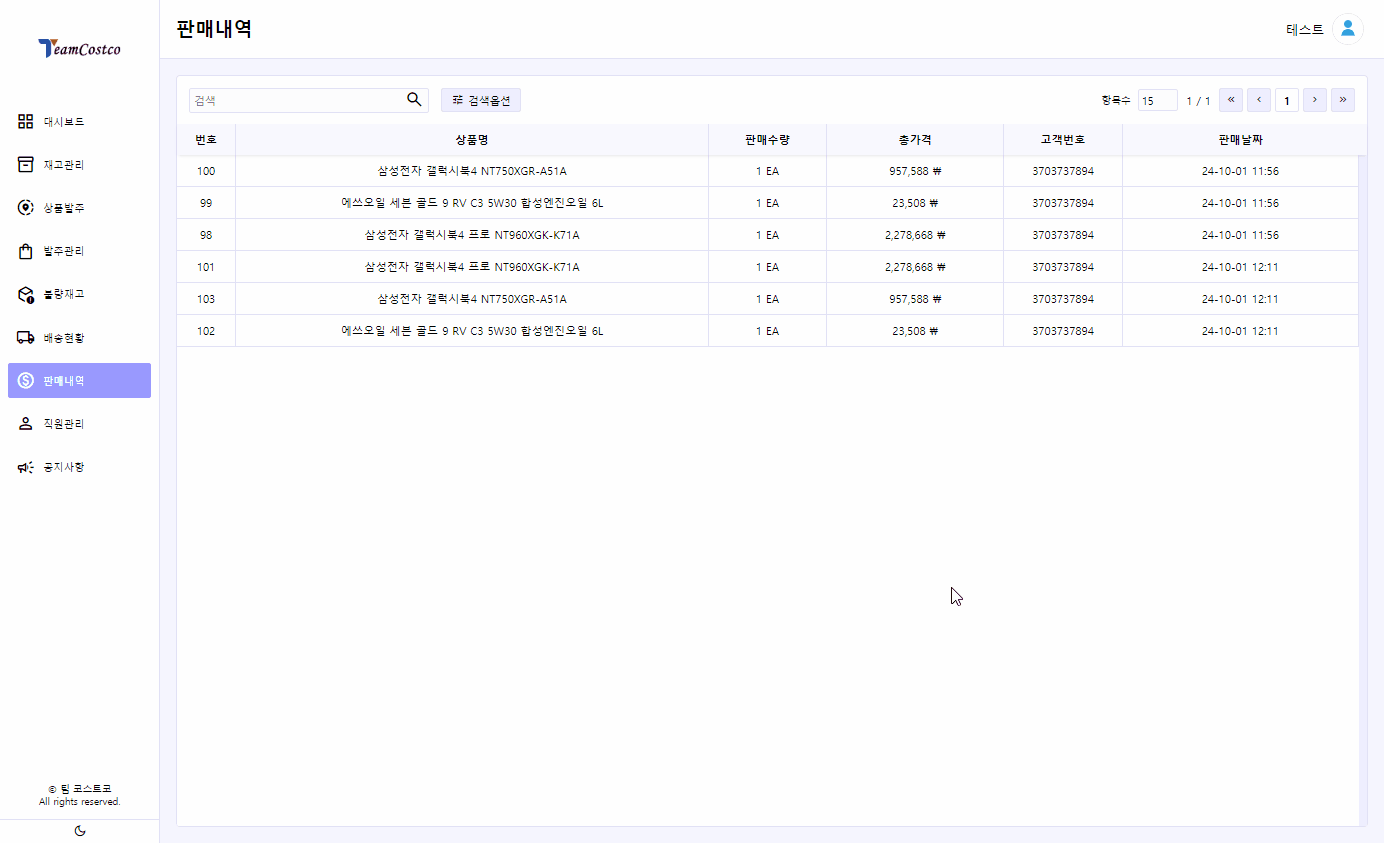 TeamCostco
대시보드
재고관리
상품발주
발주관리
불량재고
배송현황
판매내역
직원관리
공지사항
© 팀 코스트코
All rights reserved.
판매내역
테스트
검색
검색옵션
항목수 15 1 / 1 « ‹ 1 › »
번호 상품명 판매수량 총가격 고객번호 판매날짜
100 삼성전자 갤럭시북4 NT750XGR-A51A 1 EA 957,588 ₩ 3703737894 24-10-01 11:56
99 에쓰오일 세븐 골드 9 RV C3 5W30 합성엔진오일 6L 1 EA 23,508 ₩ 3703737894 24-10-01 11:56
98 삼성전자 갤럭시북4 프로 NT960XGK-K71A 1 EA 2,278,668 ₩ 3703737894 24-10-01 11:56
101 삼성전자 갤럭시북4 프로 NT960XGK-K71A 1 EA 2,278,668 ₩ 3703737894 24-10-01 12:11
103 삼성전자 갤럭시북4 NT750XGR-A51A 1 EA 957,588 ₩ 3703737894 24-10-01 12:11
102 에쓰오일 세븐 골드 9 RV C3 5W30 합성엔진오일 6L 1 EA 23,508 ₩ 3703737894 24-10-01 12:11